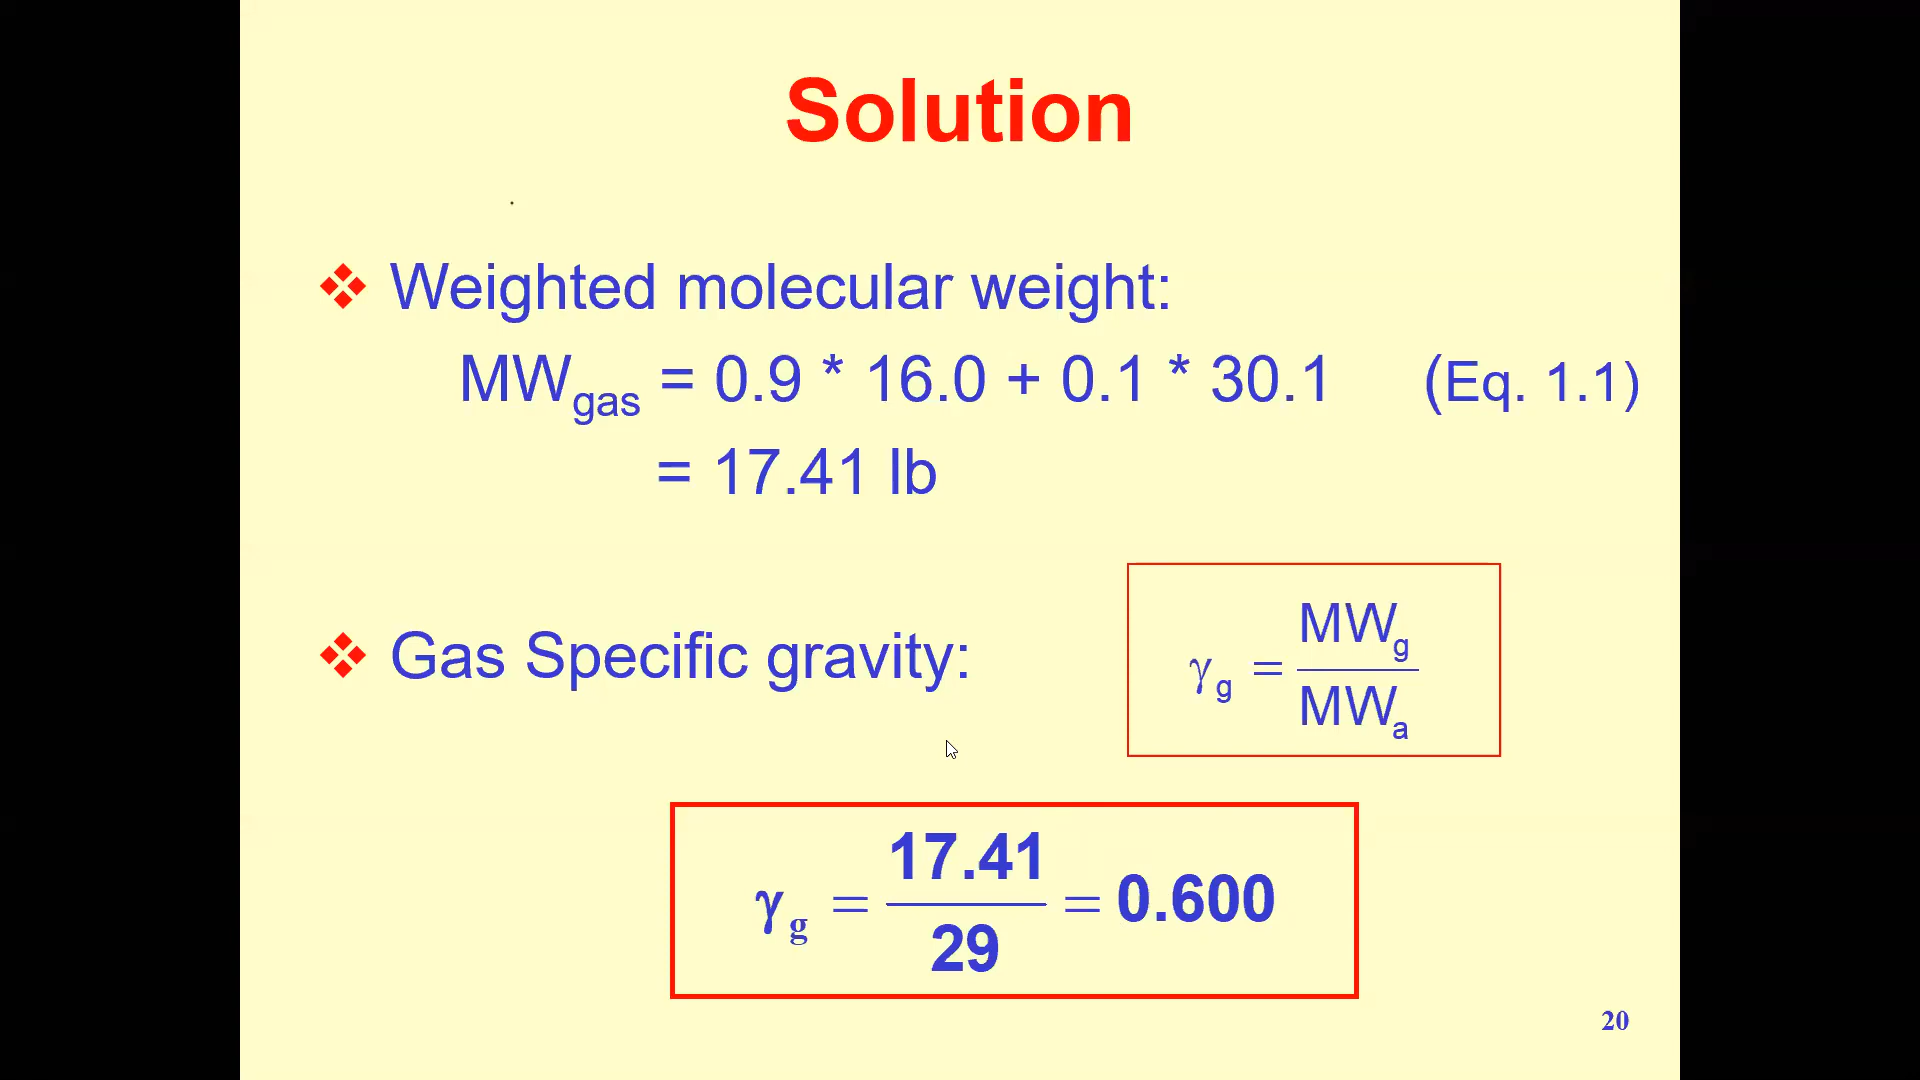 Solution
Weighted molecular weight:
MWgas = 0.9 * 16.0 + 0.1 * 30.1 (Eq. 1.1)
= 17.41 lb
Gas Specific gravity:
γg = MWg / MWa
γg = 17.41 / 29 = 0.600
20